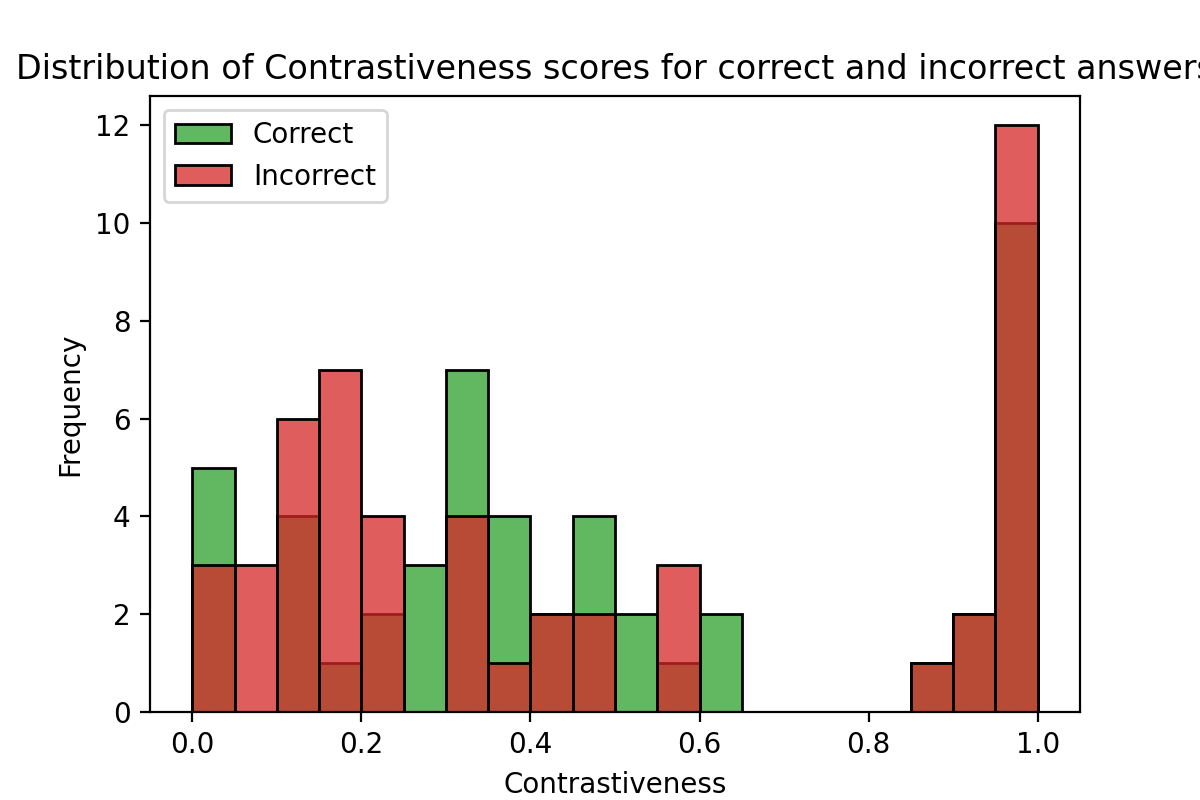 Distribution of Contrastiveness scores for correct and incorrect answers
Correct
Incorrect
12
10
8
6
4
2
0
Frequency
0.0 0.2 0.4 0.6 0.8 1.0
Contrastiveness